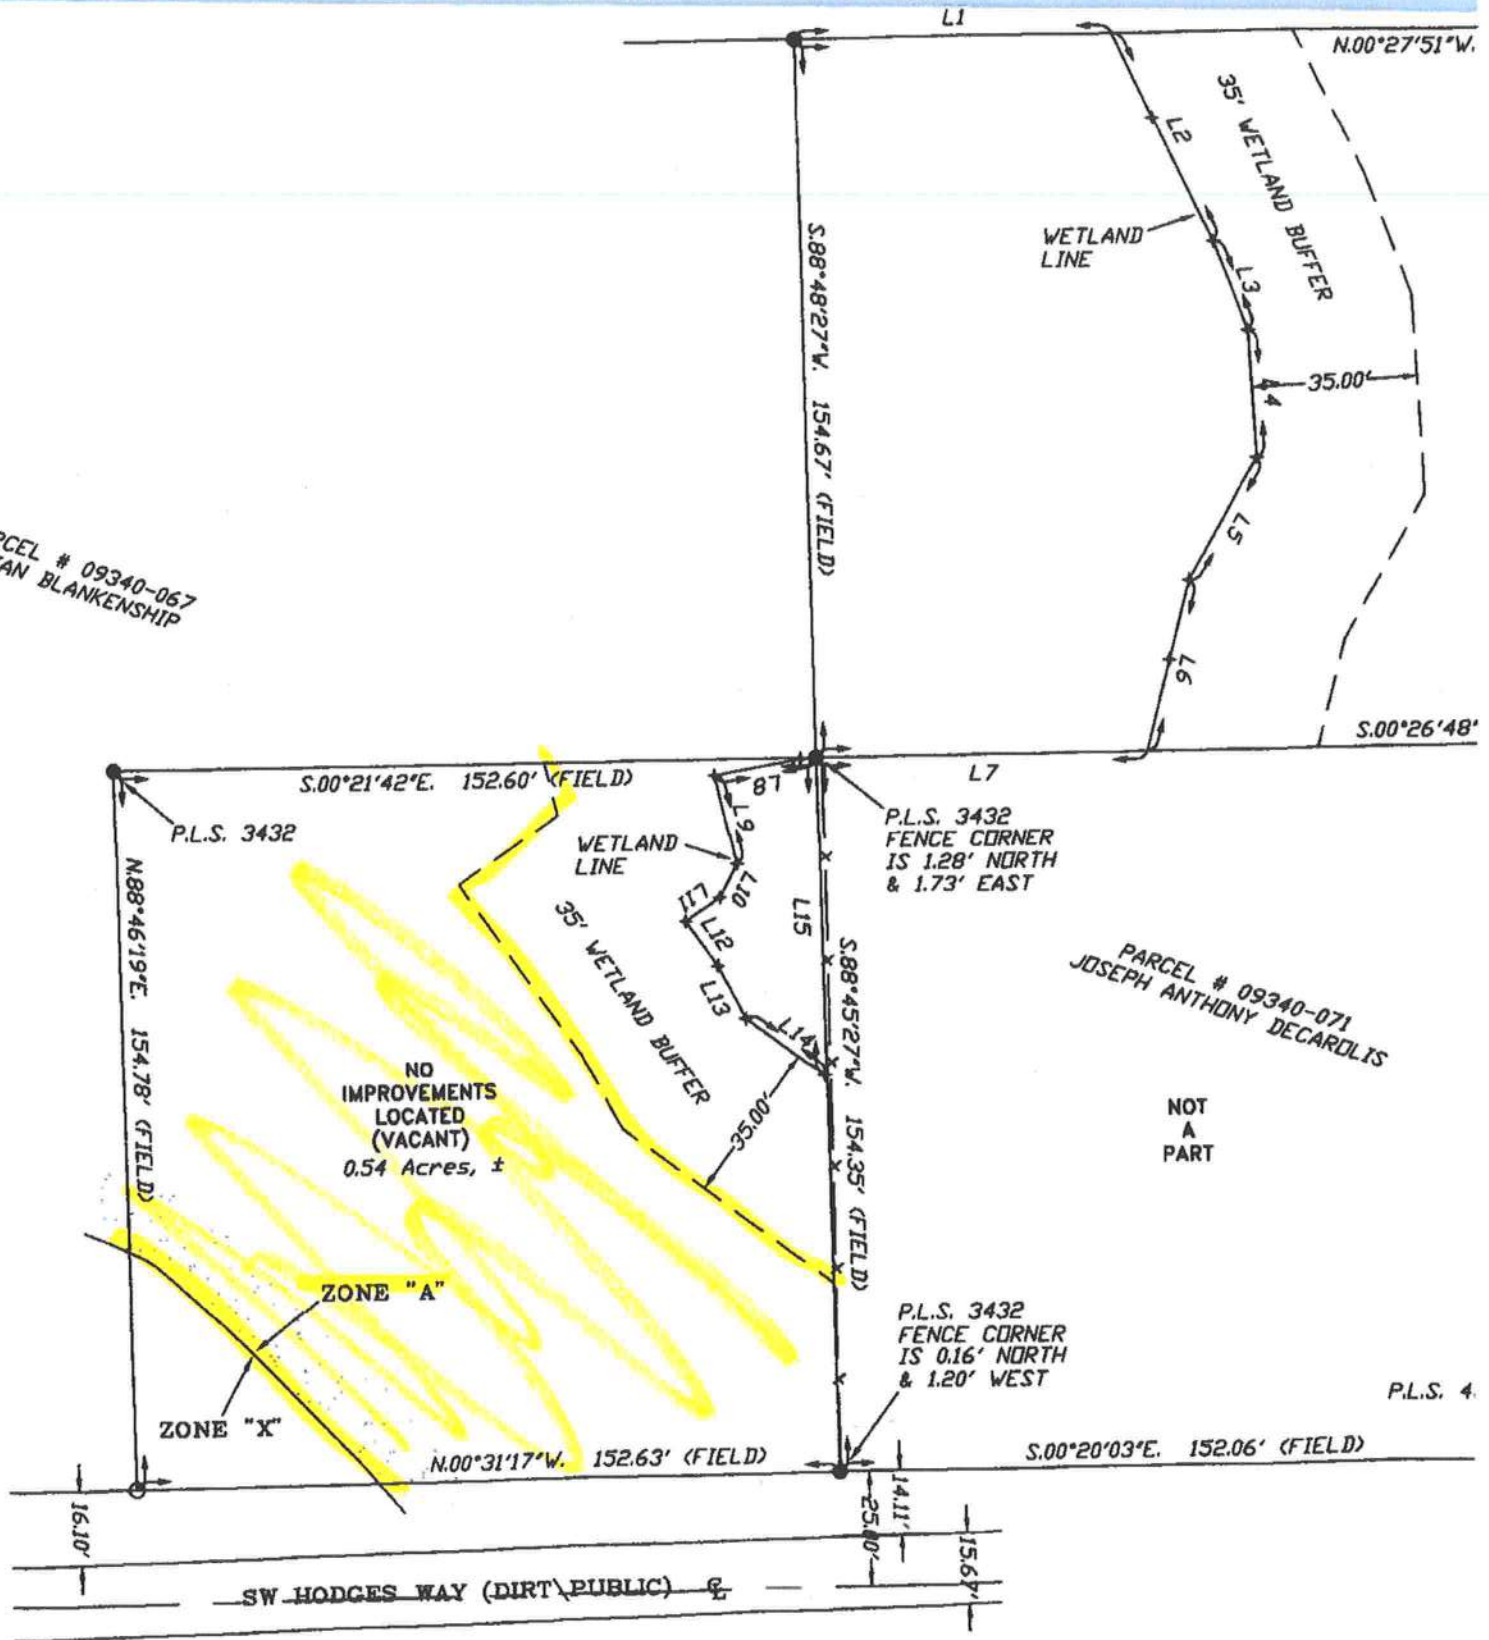 L1
N.00°27'51"W.
35' WETLAND BUFFER
L2
WETLAND
LINE
L3
S.88°48'27"W. 154.67' (FIELD)
35.00'
L4
L5
# 09340-067
BLANKENSHIP
L6
S.00°26'48"
S.00°21'42"E. 152.60' (FIELD)
L8
L7
P.L.S. 3432
P.L.S. 3432
FENCE CORNER
IS 1.28' NORTH
& 1.73' EAST
WETLAND
LINE
L9
L10
L11
L12
L13
L14
L15
35' WETLAND BUFFER
N.88°46'19"E. 154.78' (FIELD)
S.88°45'27"W. 154.35' (FIELD)
PARCEL # 09340-071
JOSEPH ANTHONY DECAROLIS
NO
IMPROVEMENTS
LOCATED
(VACANT)
0.54 Acres, ±
35.00'
NOT
A
PART
ZONE "A"
ZONE "X"
P.L.S. 3432
FENCE CORNER
IS 0.16' NORTH
& 1.20' WEST
P.L.S. 4
N.00°31'17"W. 152.63' (FIELD)
S.00°20'03"E. 152.06' (FIELD)
16.10'
25.00'
14.11'
15.67'
SW HODGES WAY (DIRT\PUBLIC) ℄